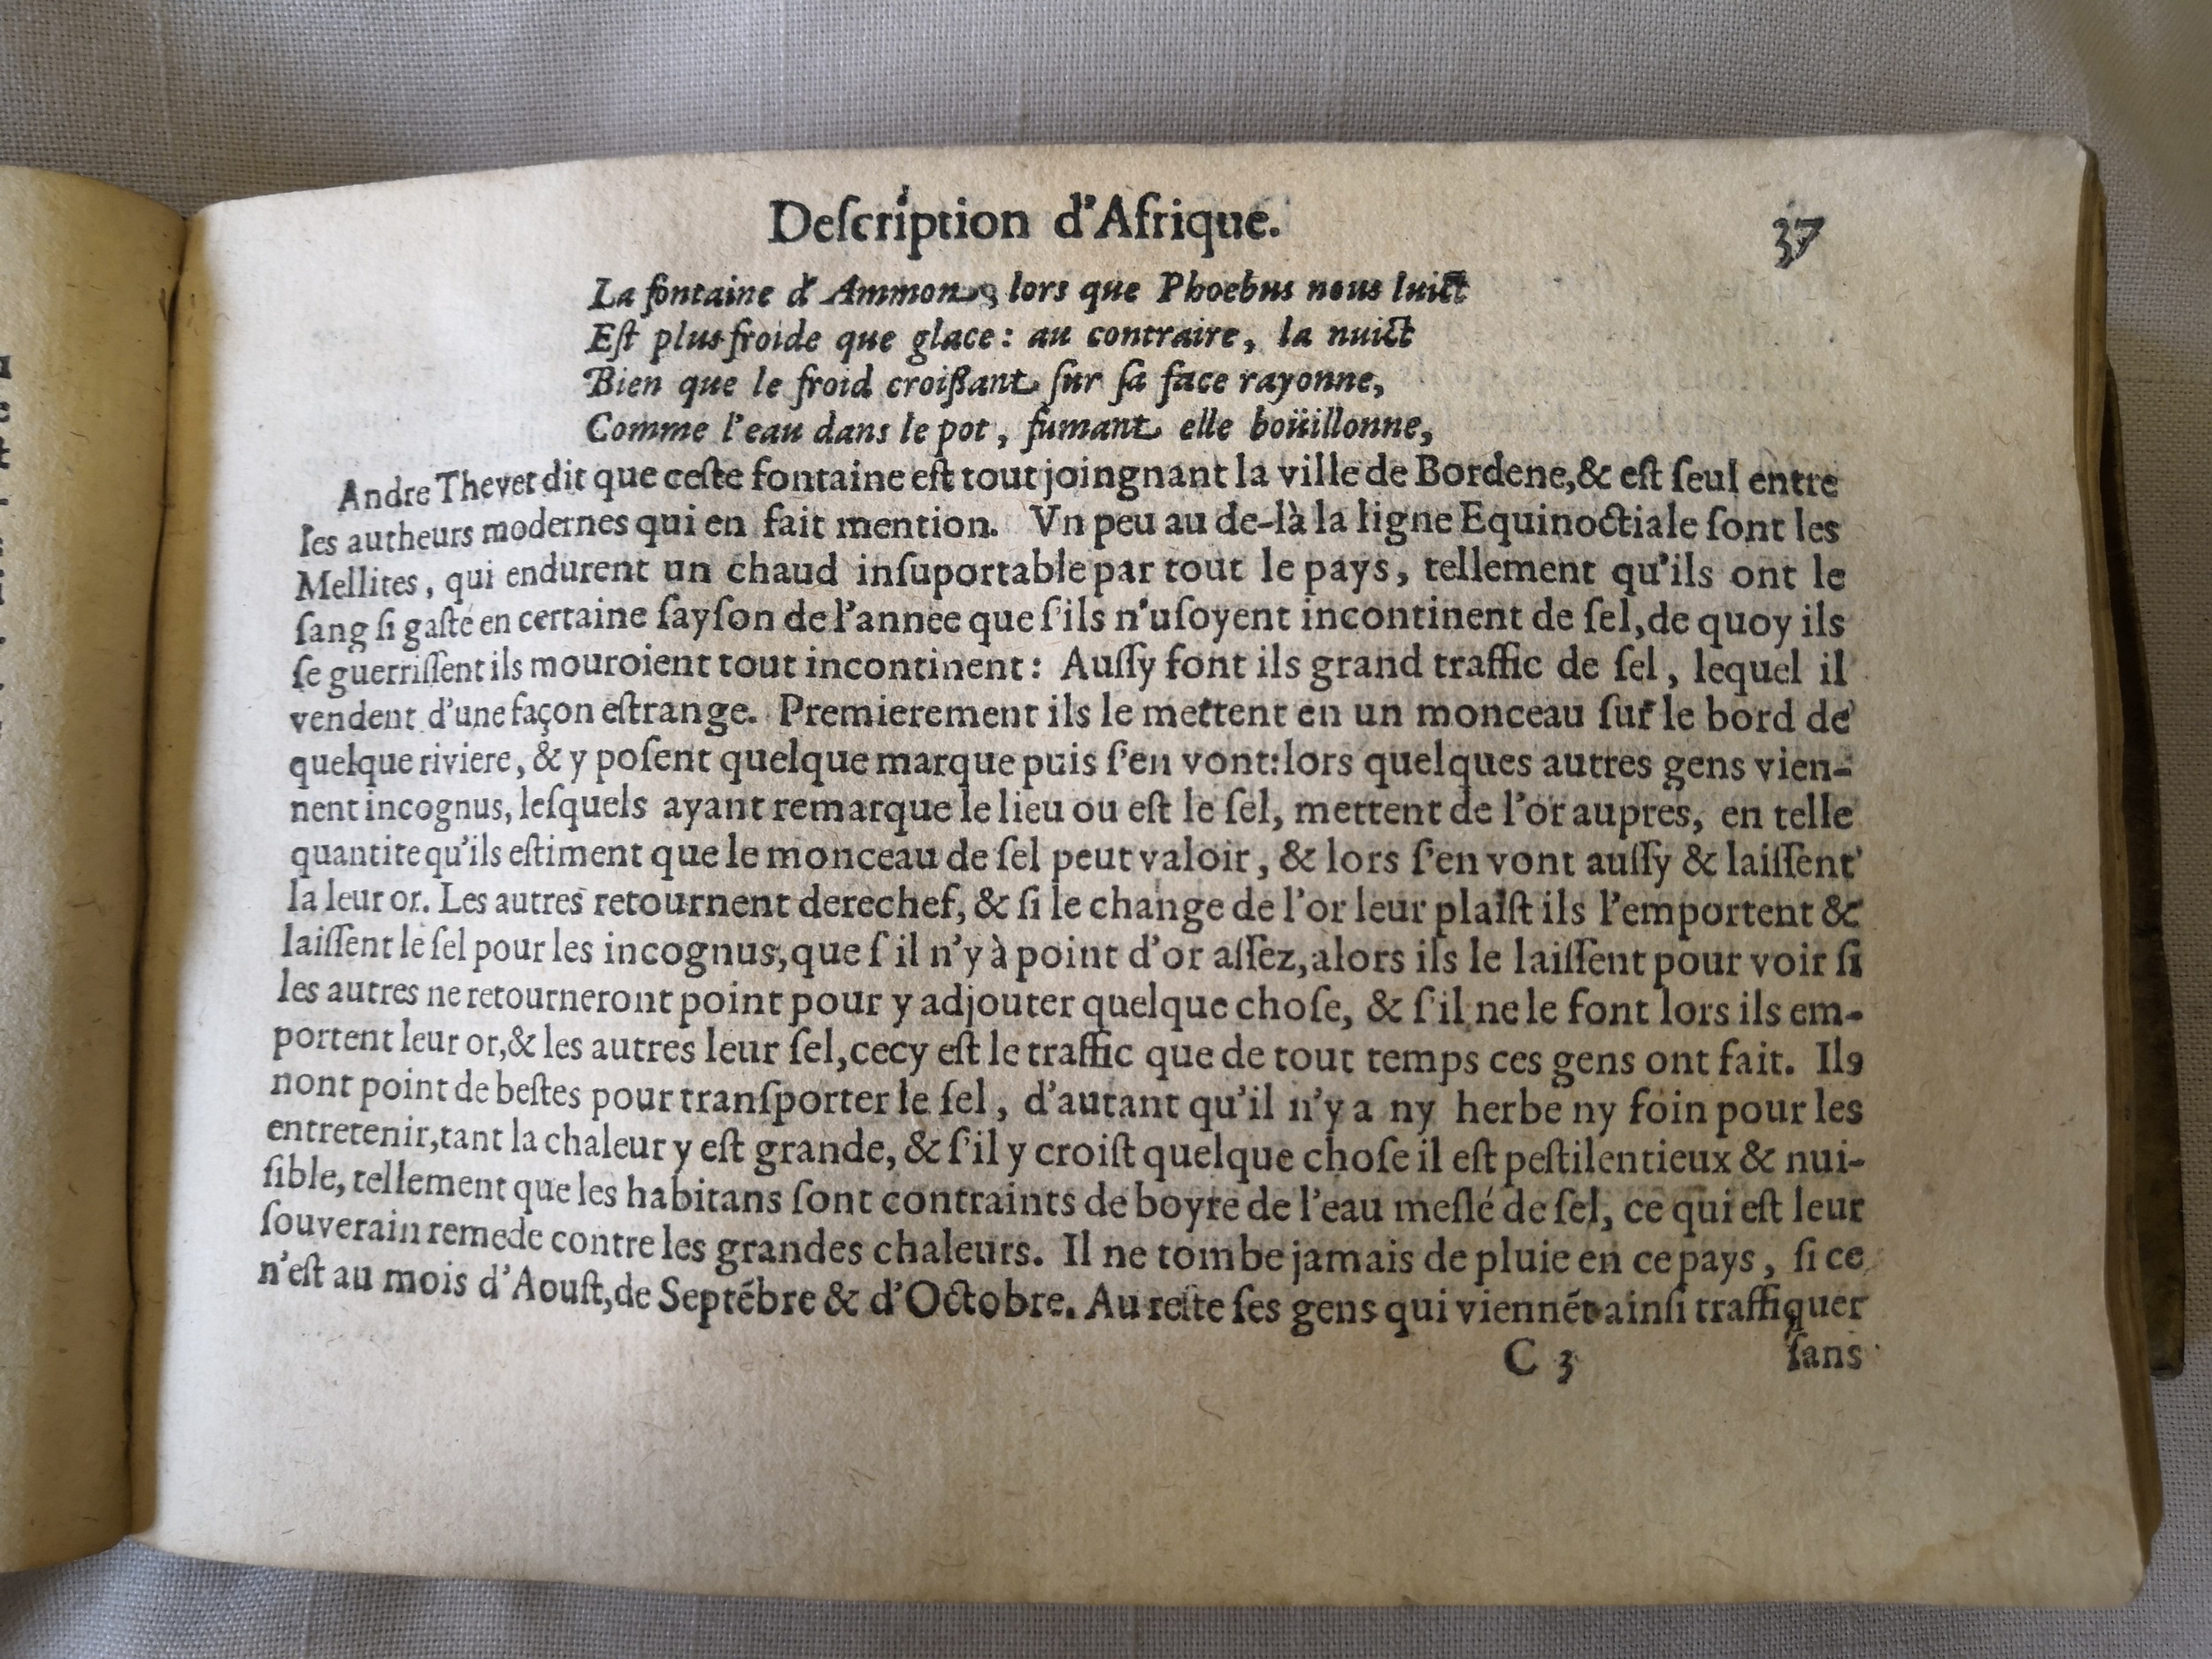 Deſcription d'Afrique.
37
La fontaine d'Ammon, lors que Phoebus nous luict
Eſt plus froide que glace: au contraire, la nuict
Bien que le froid croiſſant ſur ſa face rayonne,
Comme l'eau dans le pot, fumant elle boüillonne,
Andre Thevet dit que ceſte fontaine eſt tout joingnant la ville de Bordene,& eſt ſeul entre
les autheurs modernes qui en fait mention. Vn peu au de-là la ligne Equinoctiale ſont les
Mellites, qui endurent un chaud inſuportable par tout le pays, tellement qu'ils ont le
ſang ſi gaſté en certaine ſayſon de l'annee que ſ'ils n'uſoyent incontinent de ſel,de quoy ils
ſe guerriſſent ils mouroient tout incontinent: Auſſy font ils grand traffic de ſel, lequel il
vendent d'une façon eſtrange. Premierement ils le mettent en un monceau ſur le bord de
quelque riviere, & y poſent quelque marque puis ſ'en vont:lors quelques autres gens vien-
nent incognus, leſquels ayant remarque le lieu ou eſt le ſel, mettent de l'or aupres, en telle
quantite qu'ils eſtiment que le monceau de ſel peut valoir, & lors ſ'en vont auſſy & laiſſent
la leur or. Les autres retournent derechef, & ſi le change de l'or leur plaiſt ils l'emportent &
laiſſent le ſel pour les incognus,que ſ il n'y à point d'or aſſez,alors ils le laiſſent pour voir ſi
les autres ne retourneront point pour y adjouter quelque choſe, & ſ'il ne le font lors ils em-
portent leur or,& les autres leur ſel,cecy eſt le traffic que de tout temps ces gens ont fait. Ils
nont point de beſtes pour tranſporter le ſel, d'autant qu'il n'y a ny herbe ny foin pour les
entretenir,tant la chaleur y eſt grande, & ſ'il y croiſt quelque choſe il eſt peſtilentieux & nui-
ſible, tellement que les habitans ſont contraints de boyre de l'eau meſlé de ſel, ce qui eſt leur
ſouverain remede contre les grandes chaleurs. Il ne tombe jamais de pluie en ce pays, ſi ce
n'eſt au mois d'Aouſt,de Septẽbre & d'Octobre. Au reſte ſes gens qui viennẽt ainſi traffiquer
C 3
ſans